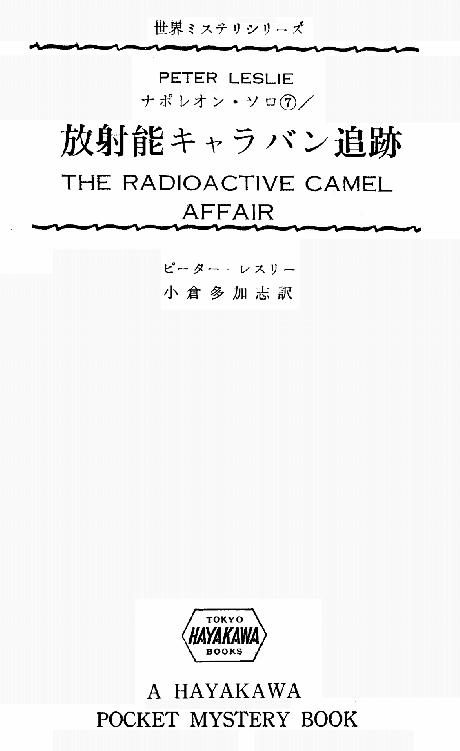 世界ミステリシリーズ
PETER LESLIE
ナポレオン・ソロ⑦／
放射能キャラバン追跡
THE RADIOACTIVE CAMEL
AFFAIR
ピーター・レスリー
小倉多加志訳
TOKYO
HAYAKAWA
BOOKS
A HAYAKAWA
POCKET MYSTERY BOOK